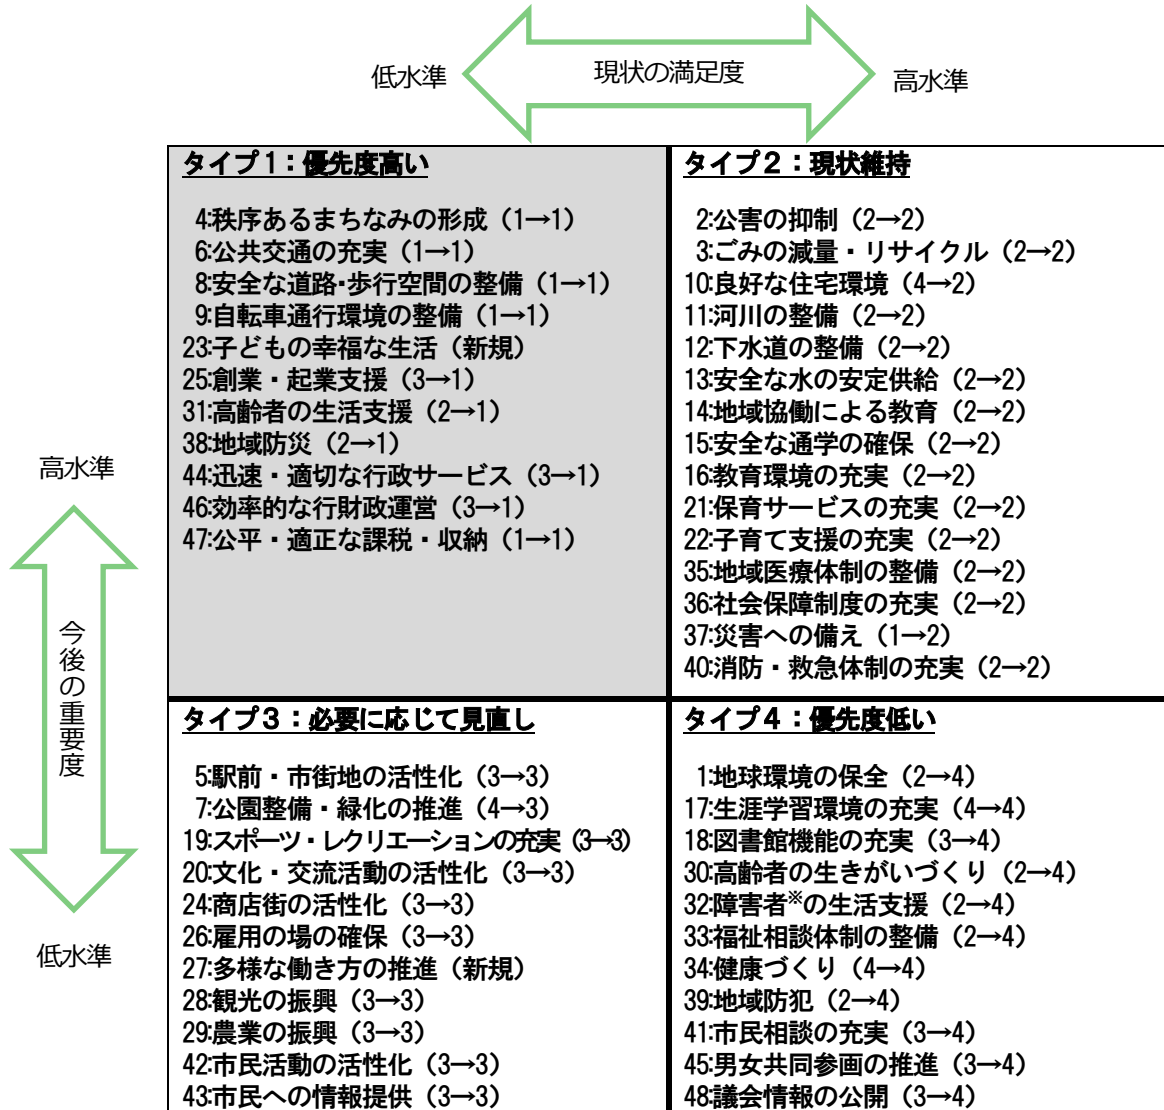 低水準
現状の満足度
高水準
タイプ1：優先度高い
4:秩序あるまちなみの形成（1→1）
6:公共交通の充実（1→1）
8:安全な道路・歩行空間の整備（1→1）
9:自転車通行環境の整備（1→1）
23:子どもの幸福な生活（新規）
25:創業・起業支援（3→1）
31:高齢者の生活支援（2→1）
38:地域防災（2→1）
44:迅速・適切な行政サービス（3→1）
46:効率的な行財政運営（3→1）
47:公平・適正な課税・収納（1→1）
タイプ２：現状維持
2:公害の抑制（2→2）
3:ごみの減量・リサイクル（2→2）
10:良好な住宅環境（4→2）
11:河川の整備（2→2）
12:下水道の整備（2→2）
13:安全な水の安定供給（2→2）
14:地域協働による教育（2→2）
15:安全な通学の確保（2→2）
16:教育環境の充実（2→2）
21:保育サービスの充実（2→2）
22:子育て支援の充実（2→2）
35:地域医療体制の整備（2→2）
36:社会保障制度の充実（2→2）
37:災害への備え（1→2）
40:消防・救急体制の充実（2→2）
高水準
今後の重要度
低水準
タイプ３：必要に応じて見直し
5:駅前・市街地の活性化（3→3）
7:公園整備・緑化の推進（4→3）
19:スポーツ・レクリエーションの充実（3→3）
20:文化・交流活動の活性化（3→3）
24:商店街の活性化（3→3）
26:雇用の場の確保（3→3）
27:多様な働き方の推進（新規）
28:観光の振興（3→3）
29:農業の振興（3→3）
42:市民活動の活性化（3→3）
43:市民への情報提供（3→3）
タイプ４：優先度低い
1:地球環境の保全（2→4）
17:生涯学習環境の充実（4→4）
18:図書館機能の充実（3→4）
30:高齢者の生きがいづくり（2→4）
32:障害者※の生活支援（2→4）
33:福祉相談体制の整備（2→4）
34:健康づくり（4→4）
39:地域防犯（2→4）
41:市民相談の充実（3→4）
45:男女共同参画の推進（3→4）
48:議会情報の公開（3→4）